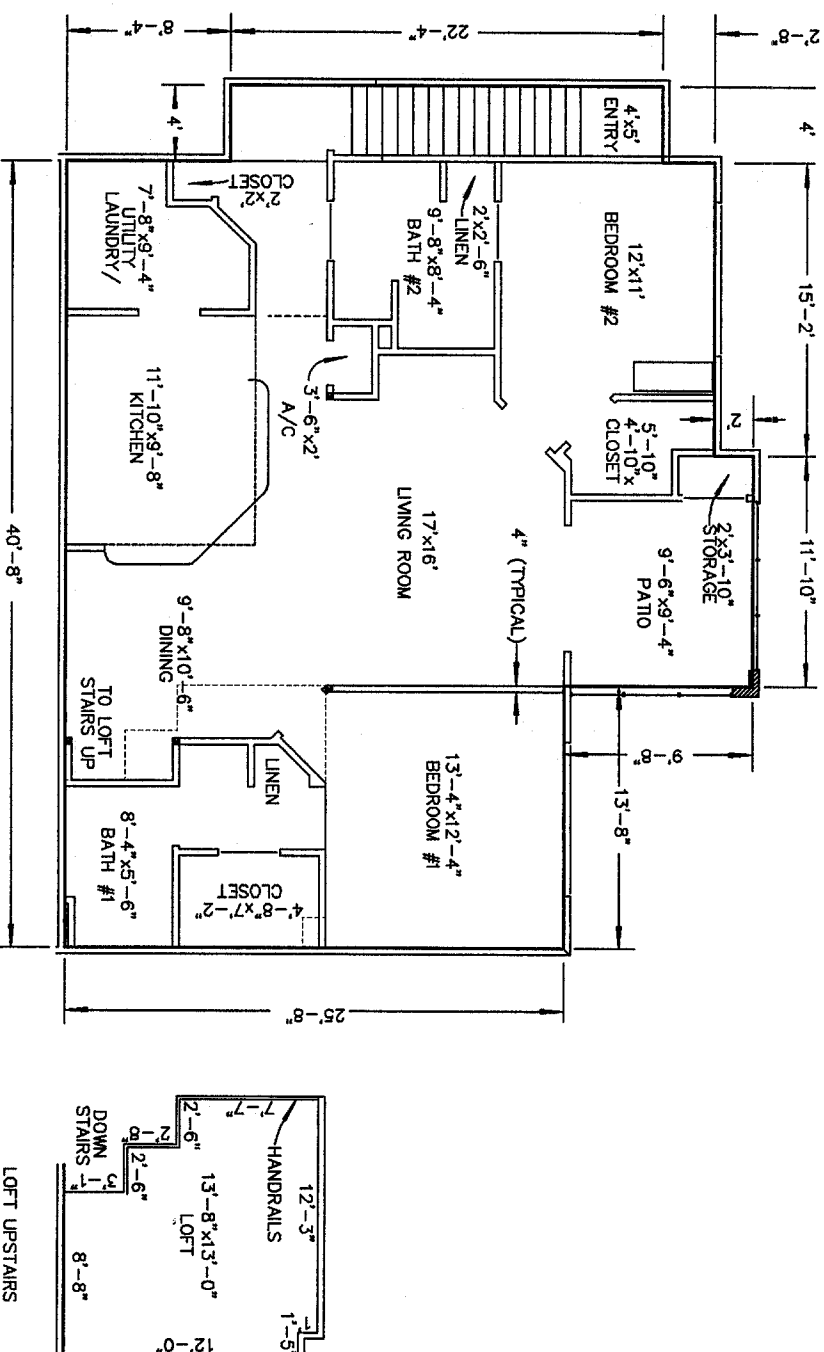 8'-4"
22'-4"
2'-8"
4'
4'
15'-2"
2'
11'-10"
9'-8"
13'-8"
40'-8"
25'-8"
4'x5'
ENTRY
CLOSET
2'x2'
7'-8"x9'-4"
UTILITY
LAUNDRY/
2'x2'-6"
LINEN
9'-8"x8'-4"
BATH #2
12'x11'
BEDROOM #2
3'-6"x2'
A/C
11'-10"x9'-8"
KITCHEN
5'-10"
4'-10"x
CLOSET
2'x3'-10"
STORAGE
9'-6"x9'-4"
PATIO
17'x16'
LIVING ROOM
4" (TYPICAL)
9'-8"x10'-6"
DINING
TO LOFT
STAIRS UP
LINEN
13'-4"x12'-4"
BEDROOM #1
8'-4"x5'-6"
BATH #1
4'-8"x7'-2"
CLOSET
7'-7"
HANDRAILS
12'-3"
2'-6"
2'-8"
2'-6"
DOWN
STAIRS
3'-1"
13'-8"x13'-0"
LOFT
8'-8"
12'-0"
1'
1'-5"
LOFT UPSTAIRS